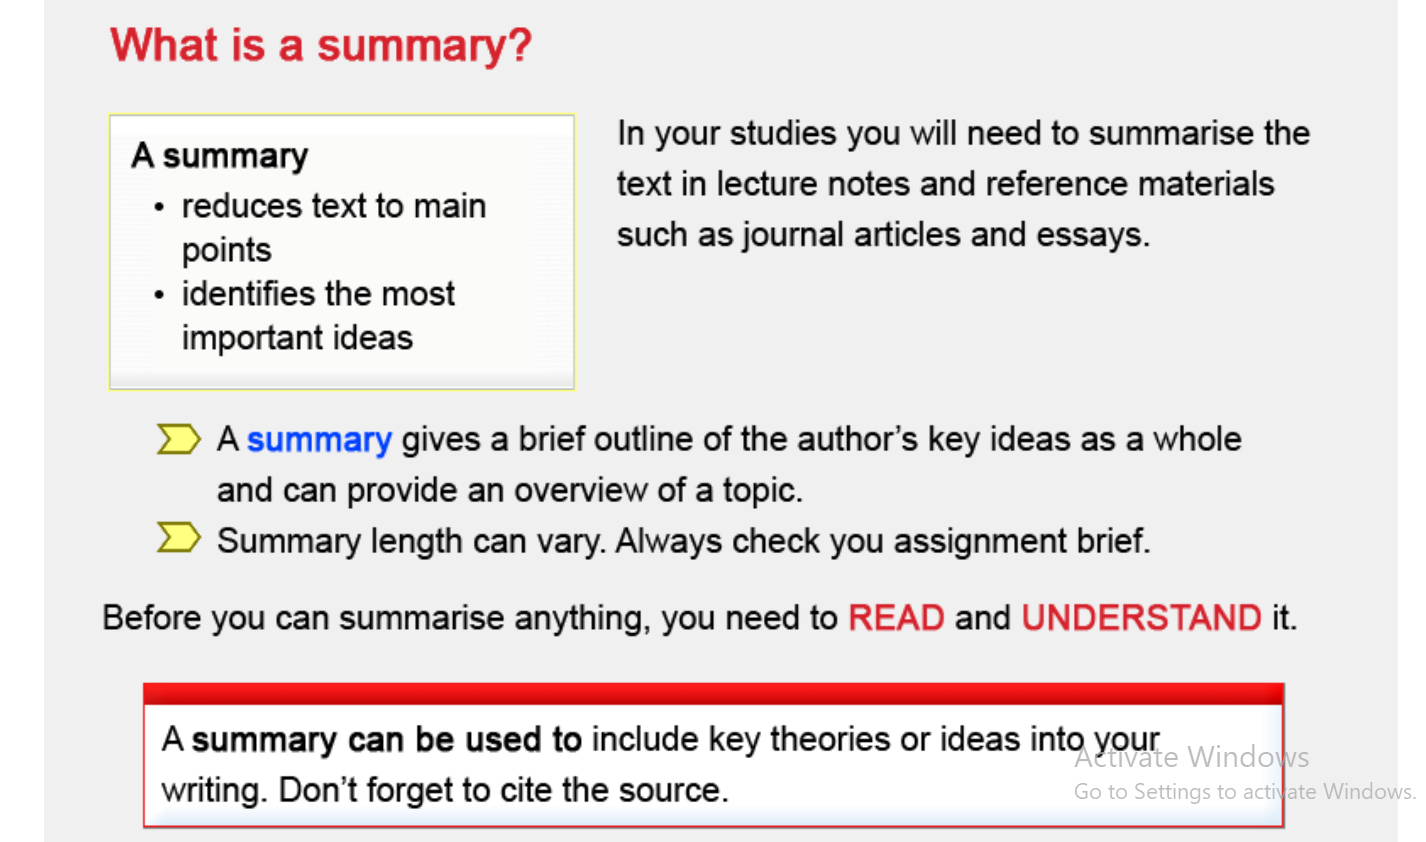 What is a summary?
A summary
• reduces text to main
points
• identifies the most
important ideas
In your studies you will need to summarise the
text in lecture notes and reference materials
such as journal articles and essays.
A summary gives a brief outline of the author's key ideas as a whole
and can provide an overview of a topic.
Summary length can vary. Always check you assignment brief.
Before you can summarise anything, you need to READ and UNDERSTAND it.
A summary can be used to include key theories or ideas into your
writing. Don't forget to cite the source.
Activate Windows
Go to Settings to activate Windows.